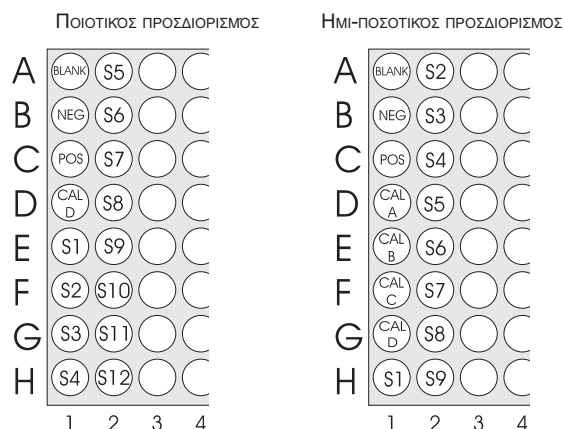 Ποιοτικός προσδιορισμός Ημι-ποσοτικός προσδιορισμός
A BLANK S5 A BLANK S2
B NEG S6 B NEG S3
C POS S7 C POS S4
D CAL D S8 D CAL A S5
E S1 S9 E CAL B S6
F S2 S10 F CAL C S7
G S3 S11 G CAL D S8
H S4 S12 H S1 S9
1 2 3 4 1 2 3 4